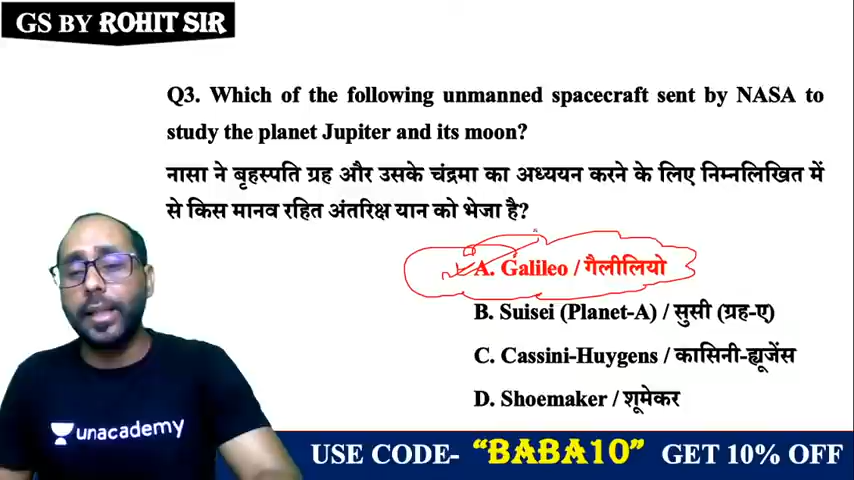 GS BY ROHIT SIR
Q3. Which of the following unmanned spacecraft sent by NASA to
study the planet Jupiter and its moon?
नासा ने बृहस्पति ग्रह और उसके चंद्रमा का अध्ययन करने के लिए निम्नलिखित में
से किस मानव रहित अंतरिक्ष यान को भेजा है?
A. Galileo / गैलीलियो
B. Suisei (Planet-A) / सुसी (ग्रह-ए)
C. Cassini-Huygens / कासिनी-ह्यूजेंस
D. Shoemaker / शूमेकर
unacademy
USE CODE- “BABA10” GET 10% OFF